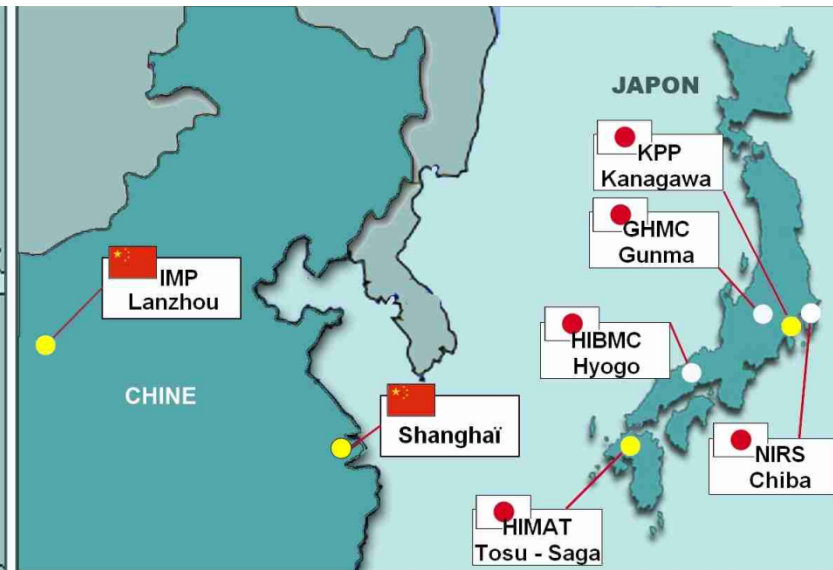 JAPON
KPP
Kanagawa
GHMC
Gunma
IMP
Lanzhou
HIBMC
Hyogo
CHINE
Shanghaï
NIRS
Chiba
HIMAT
Tosu - Saga